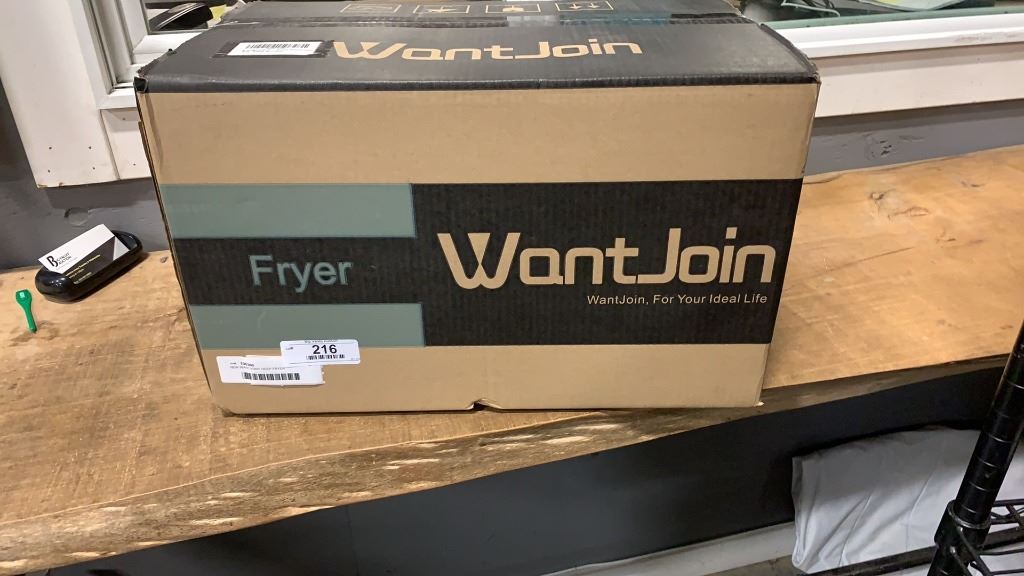 WantJoin
Fryer
WantJoin
WantJoin, For Your Ideal Life
216